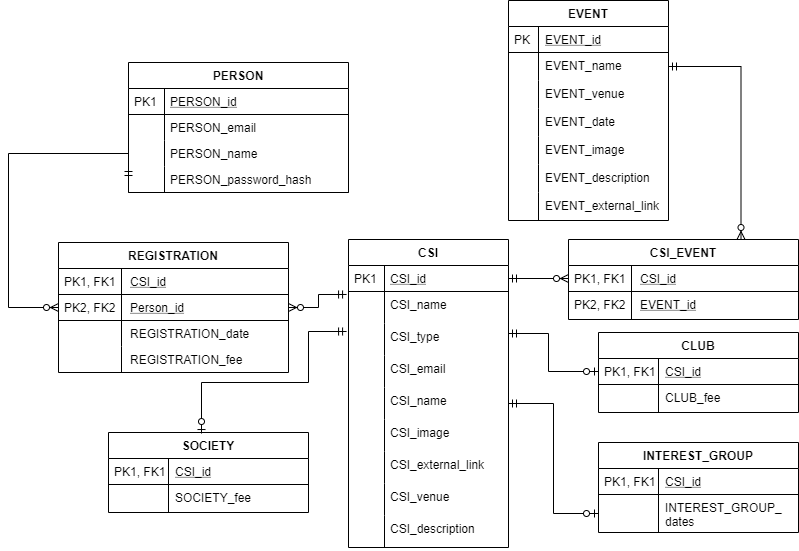 EVENT
PK EVENT_id
EVENT_name
EVENT_venue
EVENT_date
EVENT_image
EVENT_description
EVENT_external_link
PERSON
PK1 PERSON_id
PERSON_email
PERSON_name
PERSON_password_hash
REGISTRATION
PK1, FK1 CSI_id
PK2, FK2 Person_id
REGISTRATION_date
REGISTRATION_fee
CSI
PK1 CSI_id
CSI_name
CSI_type
CSI_email
CSI_name
CSI_image
CSI_external_link
CSI_venue
CSI_description
CSI_EVENT
PK1, FK1 CSI_id
PK2, FK2 EVENT_id
CLUB
PK1, FK1 CSI_id
CLUB_fee
SOCIETY
PK1, FK1 CSI_id
SOCIETY_fee
INTEREST_GROUP
PK1, FK1 CSI_id
INTEREST_GROUP_
dates